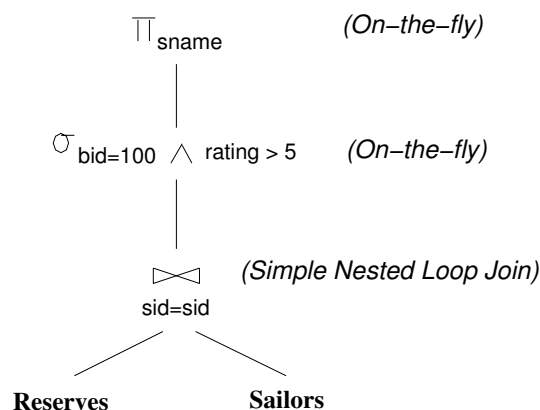 π sname (On–the–fly)
σ bid=100 ∧ rating > 5 (On–the–fly)
⋈ (Simple Nested Loop Join)
sid=sid
Reserves Sailors